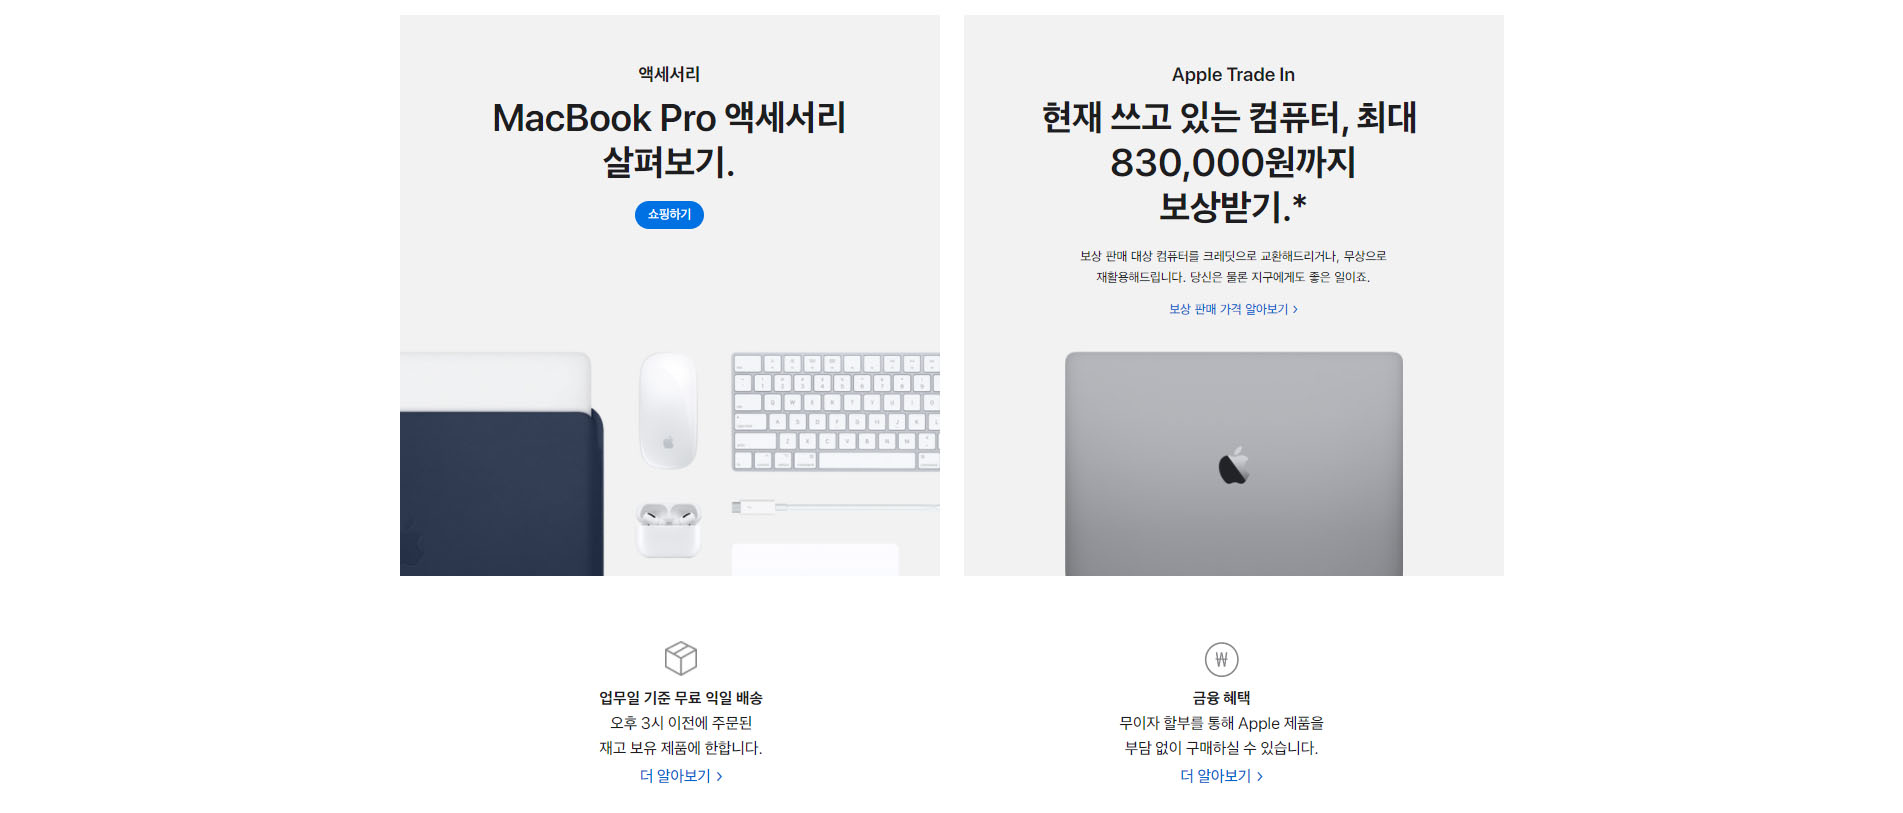 액세서리
MacBook Pro 액세서리
살펴보기.
쇼핑하기
Apple Trade In
현재 쓰고 있는 컴퓨터, 최대
830,000원까지
보상받기.*
보상 판매 대상 컴퓨터를 크레딧으로 교환해드리거나, 무상으로
재활용해드립니다. 당신은 물론 지구에게도 좋은 일이죠.
보상 판매 가격 알아보기 >
업무일 기준 무료 익일 배송
오후 3시 이전에 주문된
재고 보유 제품에 한합니다.
더 알아보기 >
₩
금융 혜택
무이자 할부를 통해 Apple 제품을
부담 없이 구매하실 수 있습니다.
더 알아보기 >